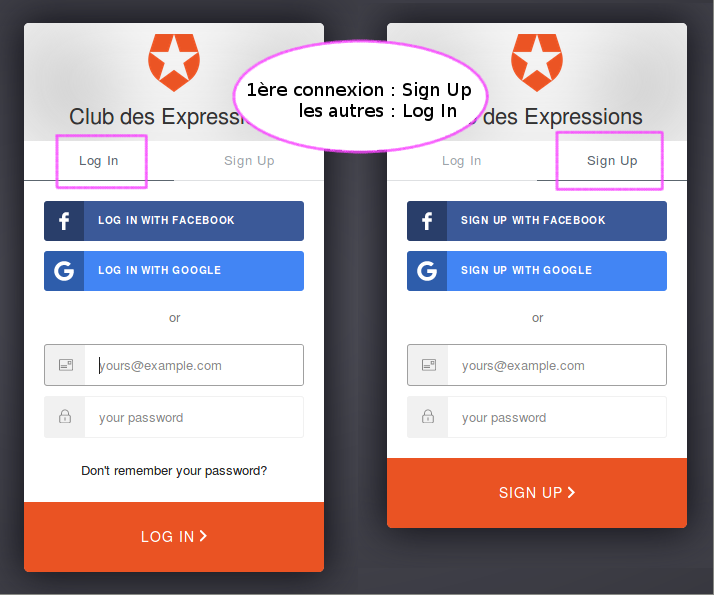 1ère connexion : Sign Up
les autres : Log In
Club des Expressi
Log In
Sign Up
LOG IN WITH FACEBOOK
LOG IN WITH GOOGLE
or
yours@example.com
your password
Don't remember your password?
LOG IN
des Expressions
Log In
Sign Up
SIGN UP WITH FACEBOOK
SIGN UP WITH GOOGLE
or
yours@example.com
your password
SIGN UP